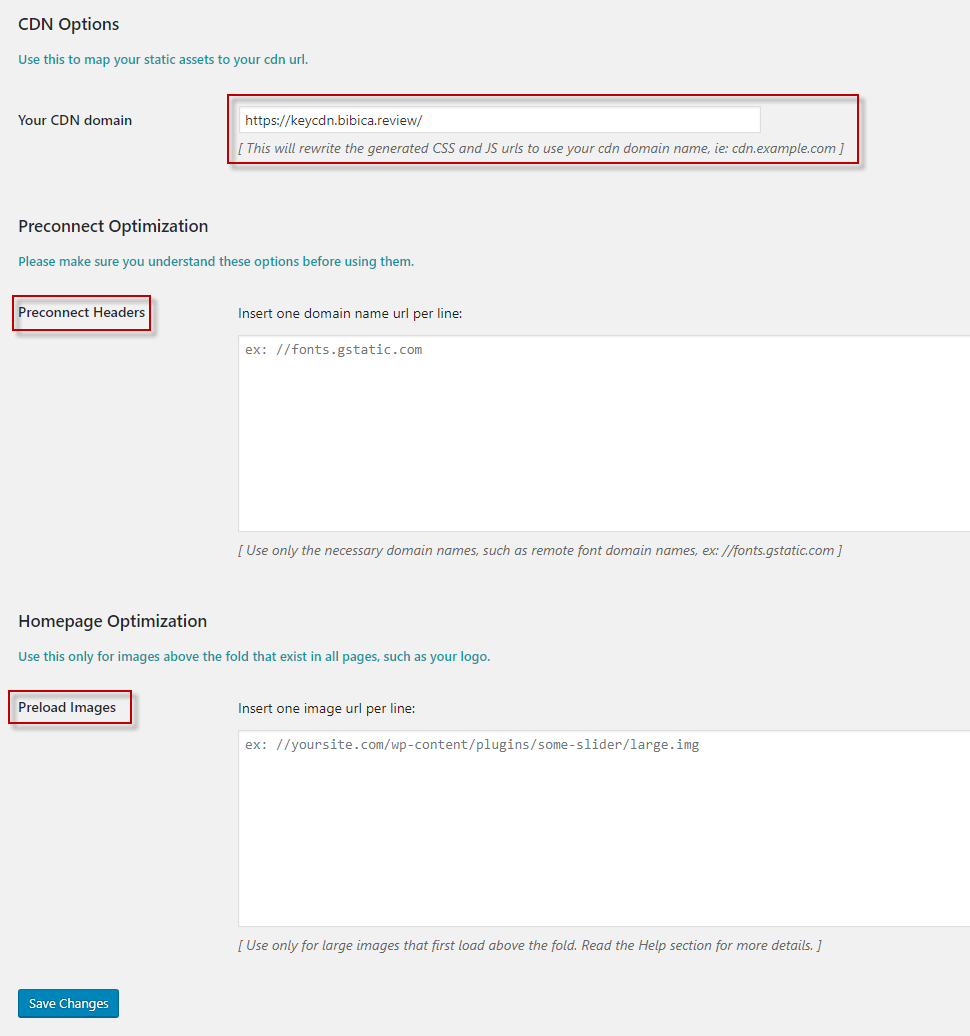 CDN Options
Use this to map your static assets to your cdn url.
Your CDN domain
https://keycdn.bibica.review/
[ This will rewrite the generated CSS and JS urls to use your cdn domain name, ie: cdn.example.com ]
Preconnect Optimization
Please make sure you understand these options before using them.
Preconnect Headers
Insert one domain name url per line:
ex: //fonts.gstatic.com
[ Use only the necessary domain names, such as remote font domain names, ex: //fonts.gstatic.com ]
Homepage Optimization
Use this only for images above the fold that exist in all pages, such as your logo.
Preload Images
Insert one image url per line:
ex: //yoursite.com/wp-content/plugins/some-slider/large.img
[ Use only for large images that first load above the fold. Read the Help section for more details. ]
Save Changes